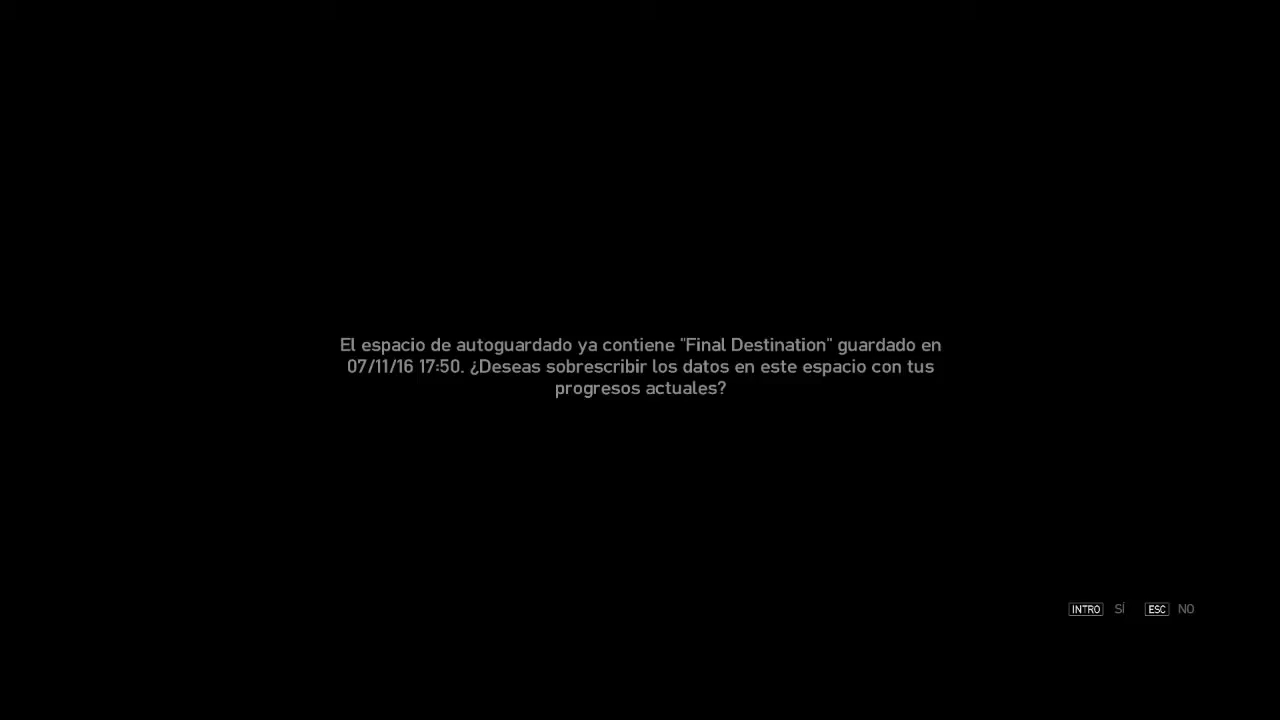 El espacio de autoguardado ya contiene "Final Destination" guardado en
07/11/16 17:50. ¿Deseas sobrescribir los datos en este espacio con tus
progresos actuales?
INTRO SÍ ESC NO